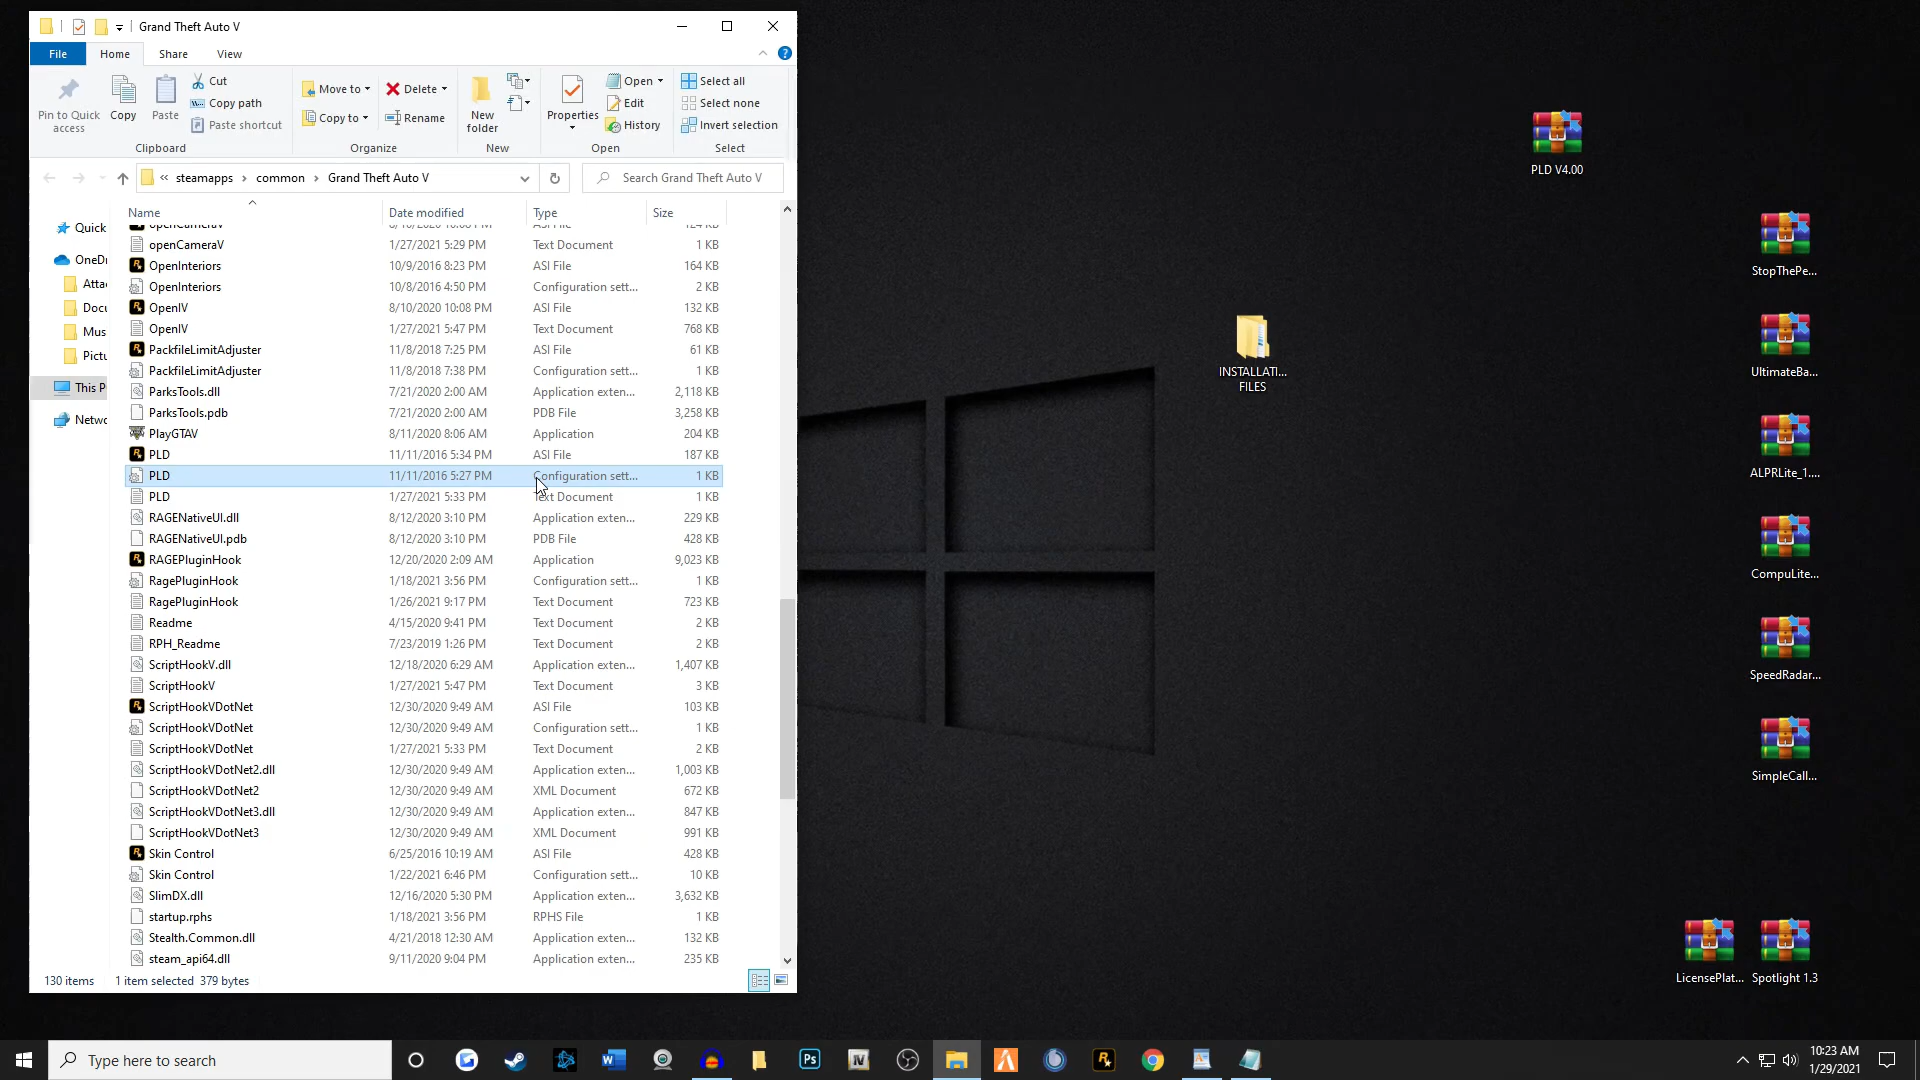 Grand Theft Auto V
File Home Share View
Pin to Quick access
Copy
Paste
Cut
Copy path
Paste shortcut
Clipboard
Move to
Copy to
Delete
Rename
Organize
New folder
New
Properties
Open
Edit
History
Open
Select all
Select none
Invert selection
Select
« steamapps › common › Grand Theft Auto V
Search Grand Theft Auto V
Quick
OneDr
Attac
Docu
Mus
Pictu
This P
Netwo
Name Date modified Type Size
openCameraV 8/10/2020 10:08 PM ASI File 124 KB
openCameraV 1/27/2021 5:29 PM Text Document 1 KB
OpenInteriors 10/9/2016 8:23 PM ASI File 164 KB
OpenInteriors 10/8/2016 4:50 PM Configuration sett... 2 KB
OpenIV 8/10/2020 10:08 PM ASI File 132 KB
OpenIV 1/27/2021 5:47 PM Text Document 768 KB
PackfileLimitAdjuster 11/8/2018 7:25 PM ASI File 61 KB
PackfileLimitAdjuster 11/8/2018 7:38 PM Configuration sett... 1 KB
ParksTools.dll 7/21/2020 2:00 AM Application exten... 2,118 KB
ParksTools.pdb 7/21/2020 2:00 AM PDB File 3,258 KB
PlayGTAV 8/11/2020 8:06 AM Application 204 KB
PLD 11/11/2016 5:34 PM ASI File 187 KB
PLD 11/11/2016 5:27 PM Configuration sett... 1 KB
PLD 1/27/2021 5:33 PM Text Document 1 KB
RAGENativeUI.dll 8/12/2020 3:10 PM Application exten... 229 KB
RAGENativeUI.pdb 8/12/2020 3:10 PM PDB File 428 KB
RAGEPluginHook 12/20/2020 2:09 AM Application 9,023 KB
RagePluginHook 1/18/2021 3:56 PM Configuration sett... 1 KB
RagePluginHook 1/26/2021 9:17 PM Text Document 723 KB
Readme 4/15/2020 9:41 PM Text Document 2 KB
RPH_Readme 7/23/2019 1:26 PM Text Document 2 KB
ScriptHookV.dll 12/18/2020 6:29 AM Application exten... 1,407 KB
ScriptHookV 1/27/2021 5:47 PM Text Document 3 KB
ScriptHookVDotNet 12/30/2020 9:49 AM ASI File 103 KB
ScriptHookVDotNet 12/30/2020 9:49 AM Configuration sett... 1 KB
ScriptHookVDotNet 1/27/2021 5:33 PM Text Document 2 KB
ScriptHookVDotNet2.dll 12/30/2020 9:49 AM Application exten... 1,003 KB
ScriptHookVDotNet2 12/30/2020 9:49 AM XML Document 672 KB
ScriptHookVDotNet3.dll 12/30/2020 9:49 AM Application exten... 847 KB
ScriptHookVDotNet3 12/30/2020 9:49 AM XML Document 991 KB
Skin Control 6/25/2016 10:19 AM ASI File 428 KB
Skin Control 1/22/2021 6:46 PM Configuration sett... 10 KB
SlimDX.dll 12/16/2020 5:30 PM Application exten... 3,632 KB
startup.rphs 1/18/2021 3:56 PM RPHS File 1 KB
Stealth.Common.dll 4/21/2018 12:30 AM Application exten... 132 KB
steam_api64.dll 9/11/2020 9:04 PM Application exten... 235 KB
130 items 1 item selected 379 bytes
PLD V4.00
StopThePe...
INSTALLATI...
FILES
UltimateBa...
ALPRLite_1....
CompuLite...
SpeedRadar...
SimpleCall...
LicensePlat... Spotlight 1.3
Type here to search
Ps
IV
10:23 AM
1/29/2021